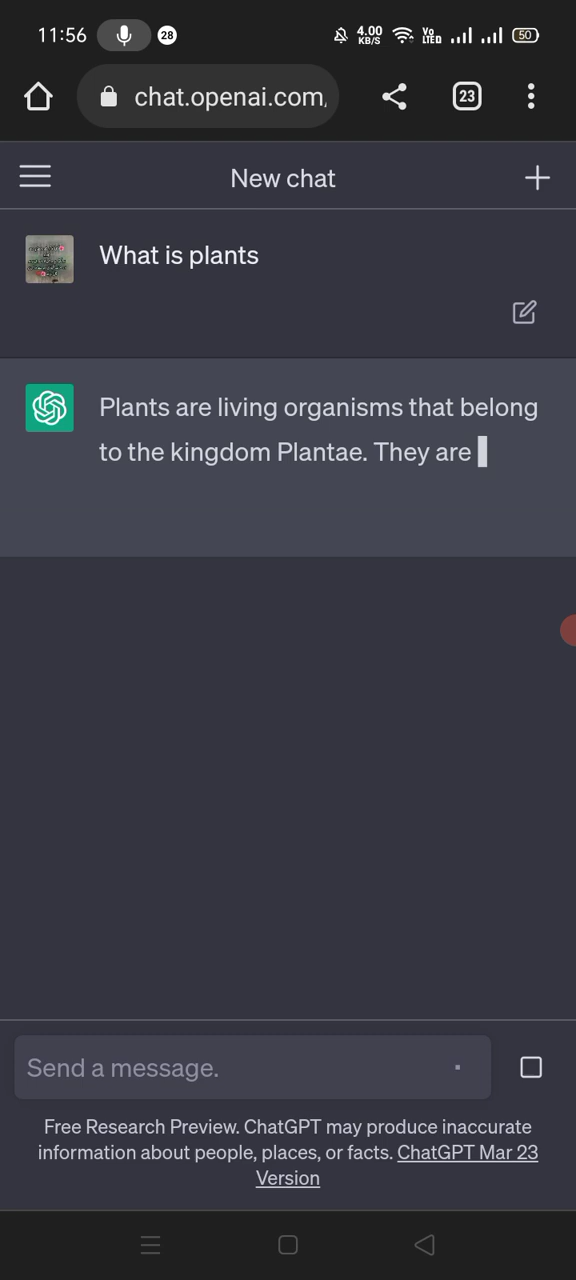 11:56 28 4.00 KB/S Vo LTED 50
chat.openai.com/ 23
New chat
What is plants
Plants are living organisms that belong
to the kingdom Plantae. They are
Send a message.
Free Research Preview. ChatGPT may produce inaccurate
information about people, places, or facts. ChatGPT Mar 23
Version